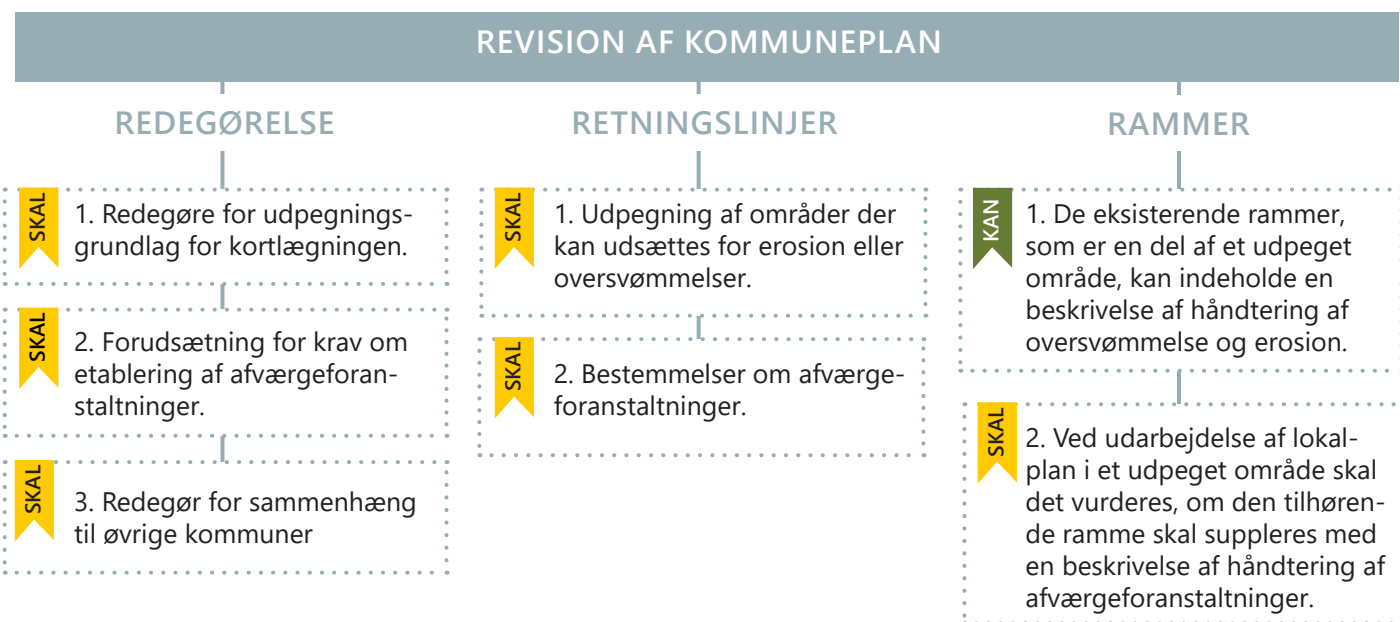 REVISION AF KOMMUNEPLAN
REDEGØRELSE
SKAL
1. Redegøre for udpegnings-
grundlag for kortlægningen.
SKAL
2. Forudsætning for krav om
etablering af afværgeforan-
staltninger.
SKAL
3. Redegør for sammenhæng
til øvrige kommuner
RETNINGSLINJER
SKAL
1. Udpegning af områder der
kan udsættes for erosion eller
oversvømmelser.
SKAL
2. Bestemmelser om afværge-
foranstaltninger.
RAMMER
KAN
1. De eksisterende rammer,
som er en del af et udpeget
område, kan indeholde en
beskrivelse af håndtering af
oversvømmelse og erosion.
SKAL
2. Ved udarbejdelse af lokal-
plan i et udpeget område skal
det vurderes, om den tilhøren-
de ramme skal suppleres med
en beskrivelse af håndtering af
afværgeforanstaltninger.